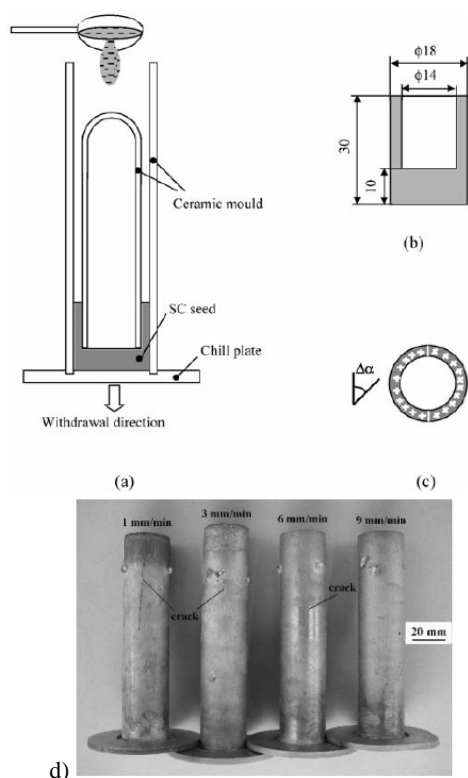 Ceramic mould
SC seed
Chill plate
Withdrawal direction
(a)
ϕ18
ϕ14
30
10
(b)
Δα
(c)
1 mm/min
3 mm/min
6 mm/min
9 mm/min
crack
crack
20 mm
d)